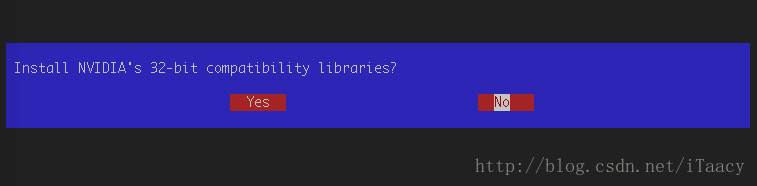 Install NVIDIA's 32-bit compatibility libraries?
Yes No
http://blog.csdn.net/iTaacy